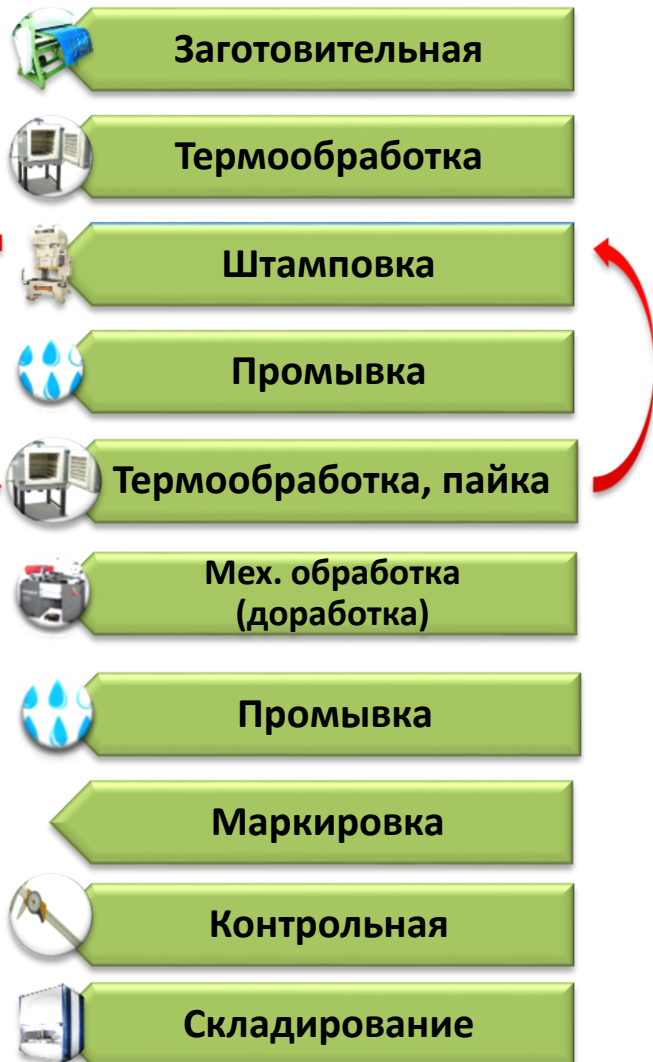 Заготовительная
Термообработка
Штамповка
Промывка
Термообработка, пайка
Мех. обработка
(доработка)
Промывка
Маркировка
Контрольная
Складирование